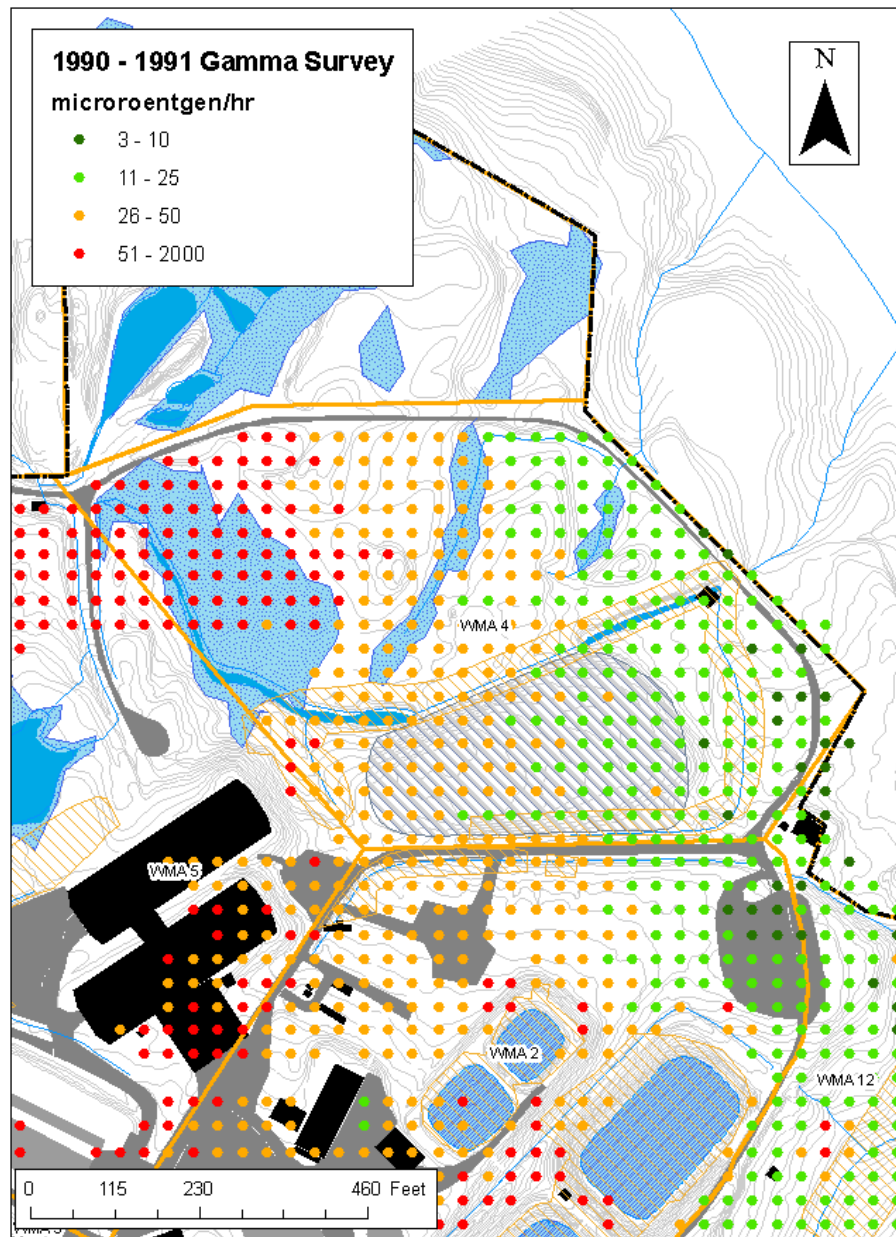 1990 - 1991 Gamma Survey
microroentgen/hr
3 - 10
11 - 25
26 - 50
51 - 2000
N
WMA 4
WMA 5
WMA 2
WMA 12
0 115 230 460 Feet